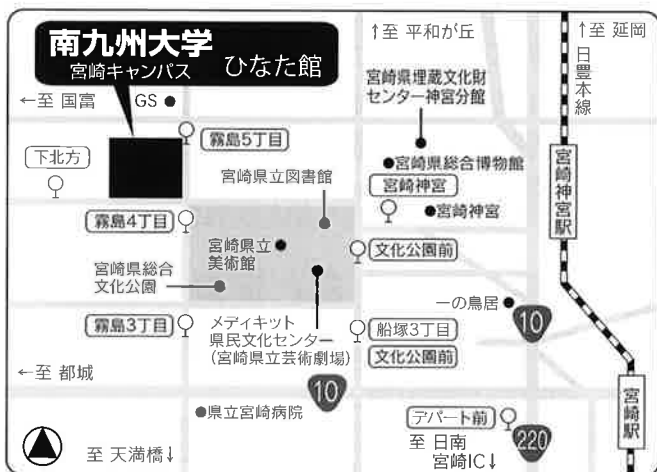 南九州大学
宮崎キャンパス
ひなた館
↑至 平和が丘
↑至 延岡
日豊本線
←至 国富
GS
宮崎県埋蔵文化財
センター神宮分館
霧島5丁目
下北方
宮崎県総合博物館
宮崎神宮
宮崎神宮
宮崎神宮駅
宮崎県立図書館
霧島4丁目
宮崎県立
美術館
文化公園前
宮崎県総合
文化公園
一の鳥居
10
霧島3丁目
メディキット
県民文化センター
(宮崎県立芸術劇場)
船塚3丁目
文化公園前
←至 都城
10
宮崎駅
県立宮崎病院
デパート前
220
至 天満橋↓
至 日南
宮崎IC↓